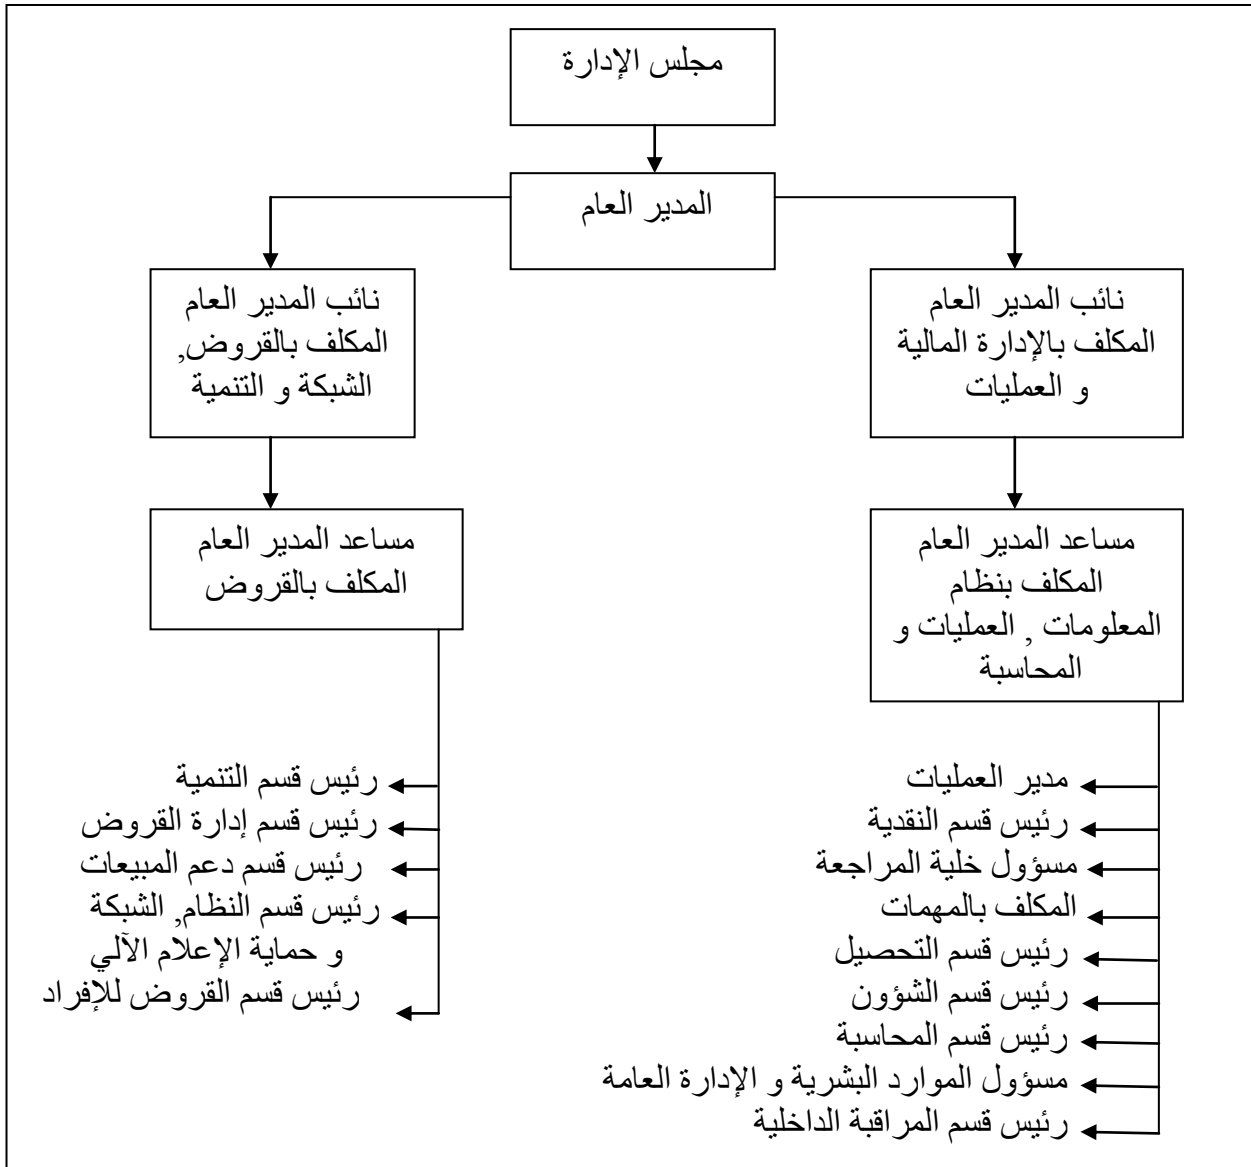 مجلس الإدارة
المدير العام
نائب المدير العام
المكلف بالإدارة المالية
و العمليات
نائب المدير العام
المكلف بالقروض,
الشبكة و التنمية
مساعد المدير العام
المكلف بنظام
المعلومات , العمليات و
المحاسبة
مساعد المدير العام
المكلف بالقروض
مدير العمليات
رئيس قسم النقدية
مسؤول خلية المراجعة
المكلف بالمهمات
رئيس قسم التحصيل
رئيس قسم الشؤون
رئيس قسم المحاسبة
مسؤول الموارد البشرية و الإدارة العامة
رئيس قسم المراقبة الداخلية
رئيس قسم التنمية
رئيس قسم إدارة القروض
رئيس قسم دعم المبيعات
رئيس قسم النظام, الشبكة
و حماية الإعلام الآلي
رئيس قسم القروض للإفراد